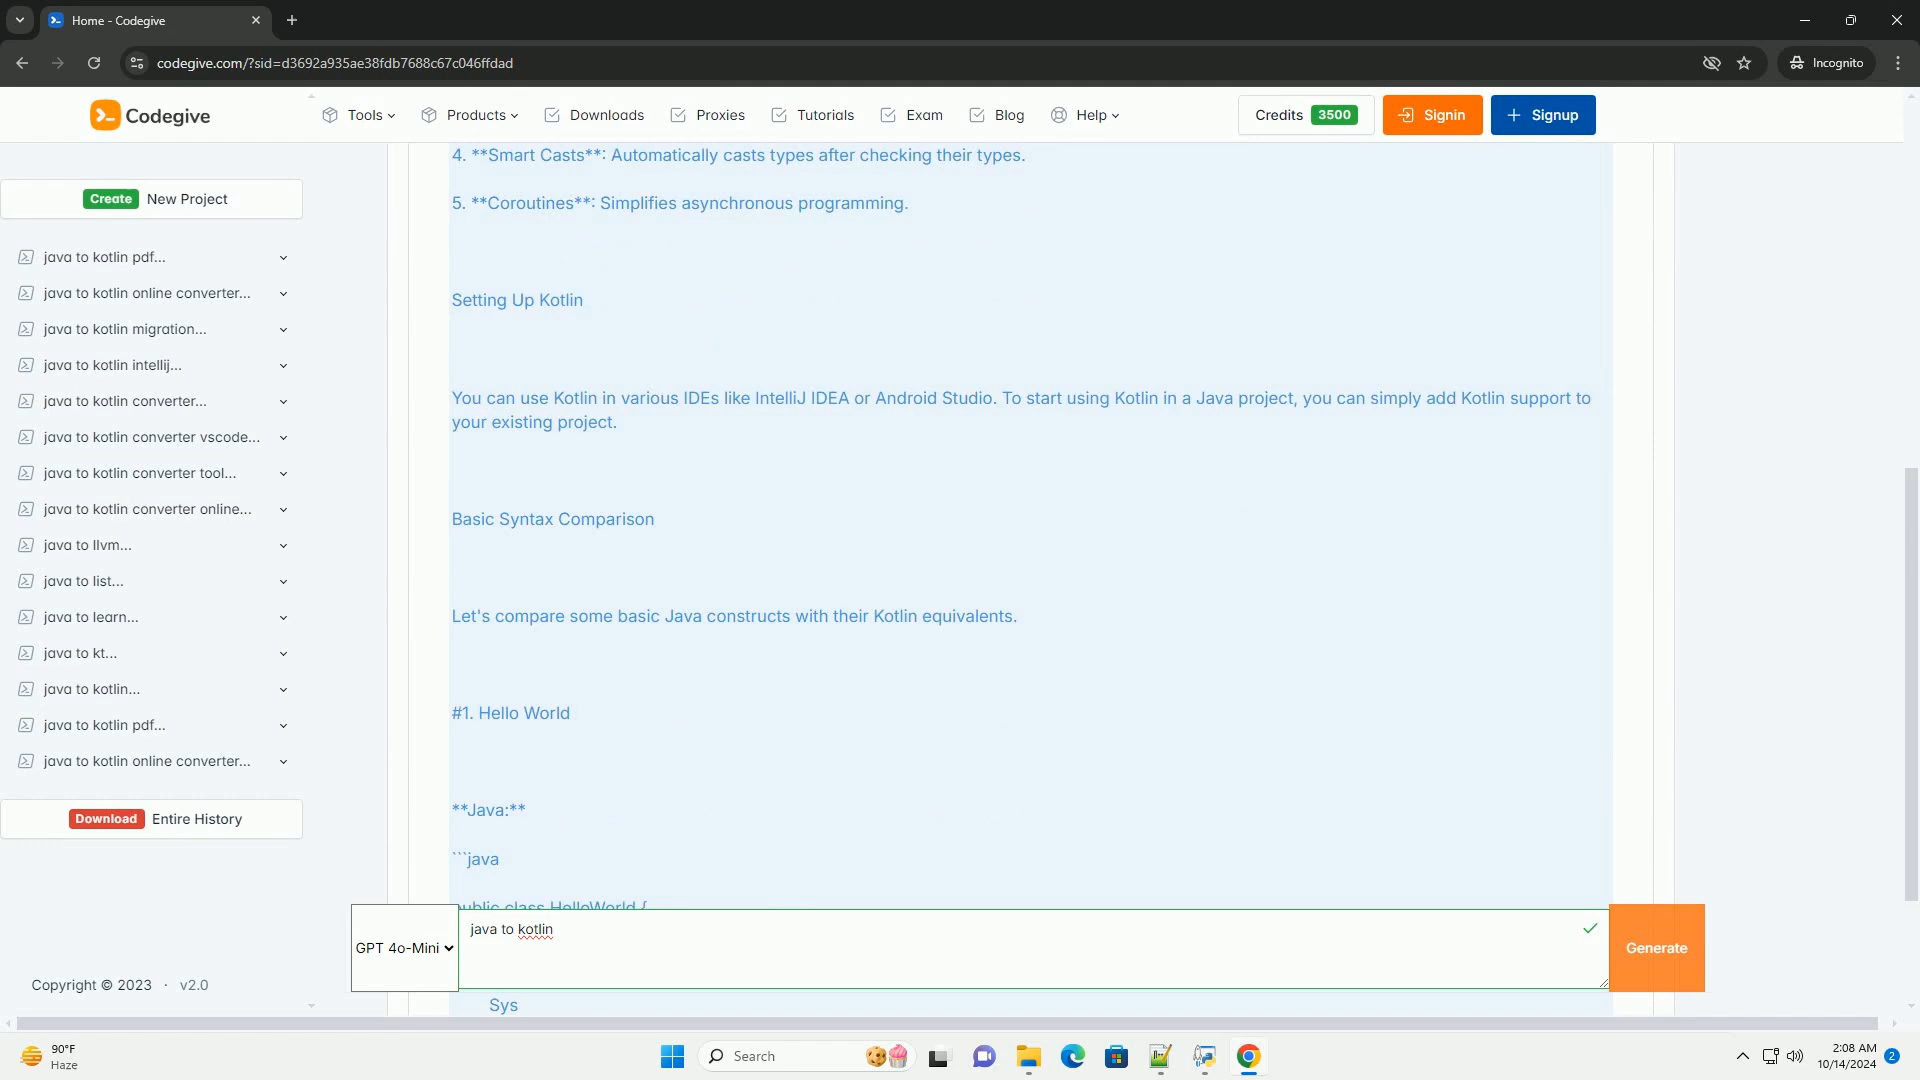 Home - Codegive
codegive.com/?sid=d3692a935ae38fdb7688c67c046ffdad
Incognito
Codegive
Tools
Products
Downloads
Proxies
Tutorials
Exam
Blog
Help
Credits 3500
Signin
Signup
Create New Project
java to kotlin pdf...
java to kotlin online converter...
java to kotlin migration...
java to kotlin intellij...
java to kotlin converter...
java to kotlin converter vscode...
java to kotlin converter tool...
java to kotlin converter online...
java to llvm...
java to list...
java to learn...
java to kt...
java to kotlin...
java to kotlin pdf...
java to kotlin online converter...
Download Entire History
Copyright © 2023 · v2.0
4. **Smart Casts**: Automatically casts types after checking their types.
5. **Coroutines**: Simplifies asynchronous programming.
Setting Up Kotlin
You can use Kotlin in various IDEs like IntelliJ IDEA or Android Studio. To start using Kotlin in a Java project, you can simply add Kotlin support to
your existing project.
Basic Syntax Comparison
Let's compare some basic Java constructs with their Kotlin equivalents.
#1. Hello World
**Java:**
```java
public class HelloWorld {
GPT 4o-Mini
java to kotlin
Generate
Sys
90°F
Haze
Search
2:08 AM
10/14/2024
2